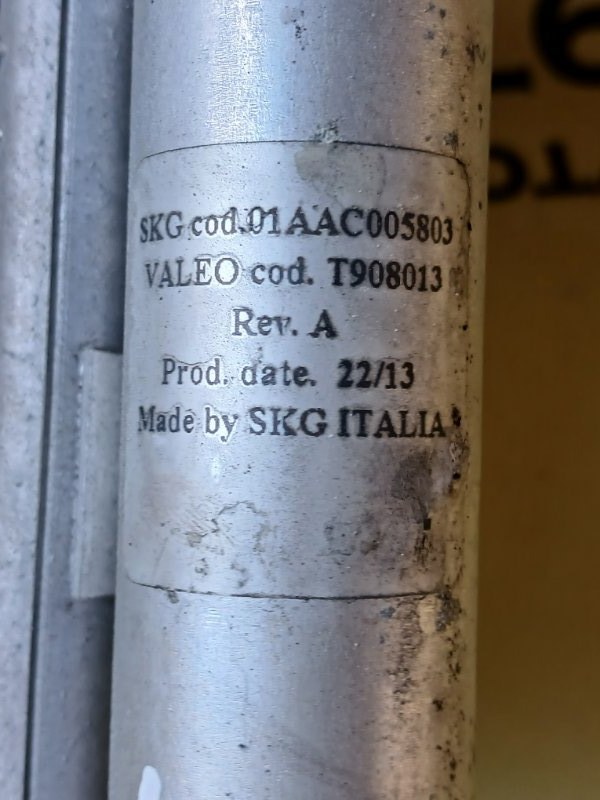 SKG cod.01AAC005803
VALEO cod. T908013
Rev. A
Prod. date. 22/13
Made by SKG ITALIA